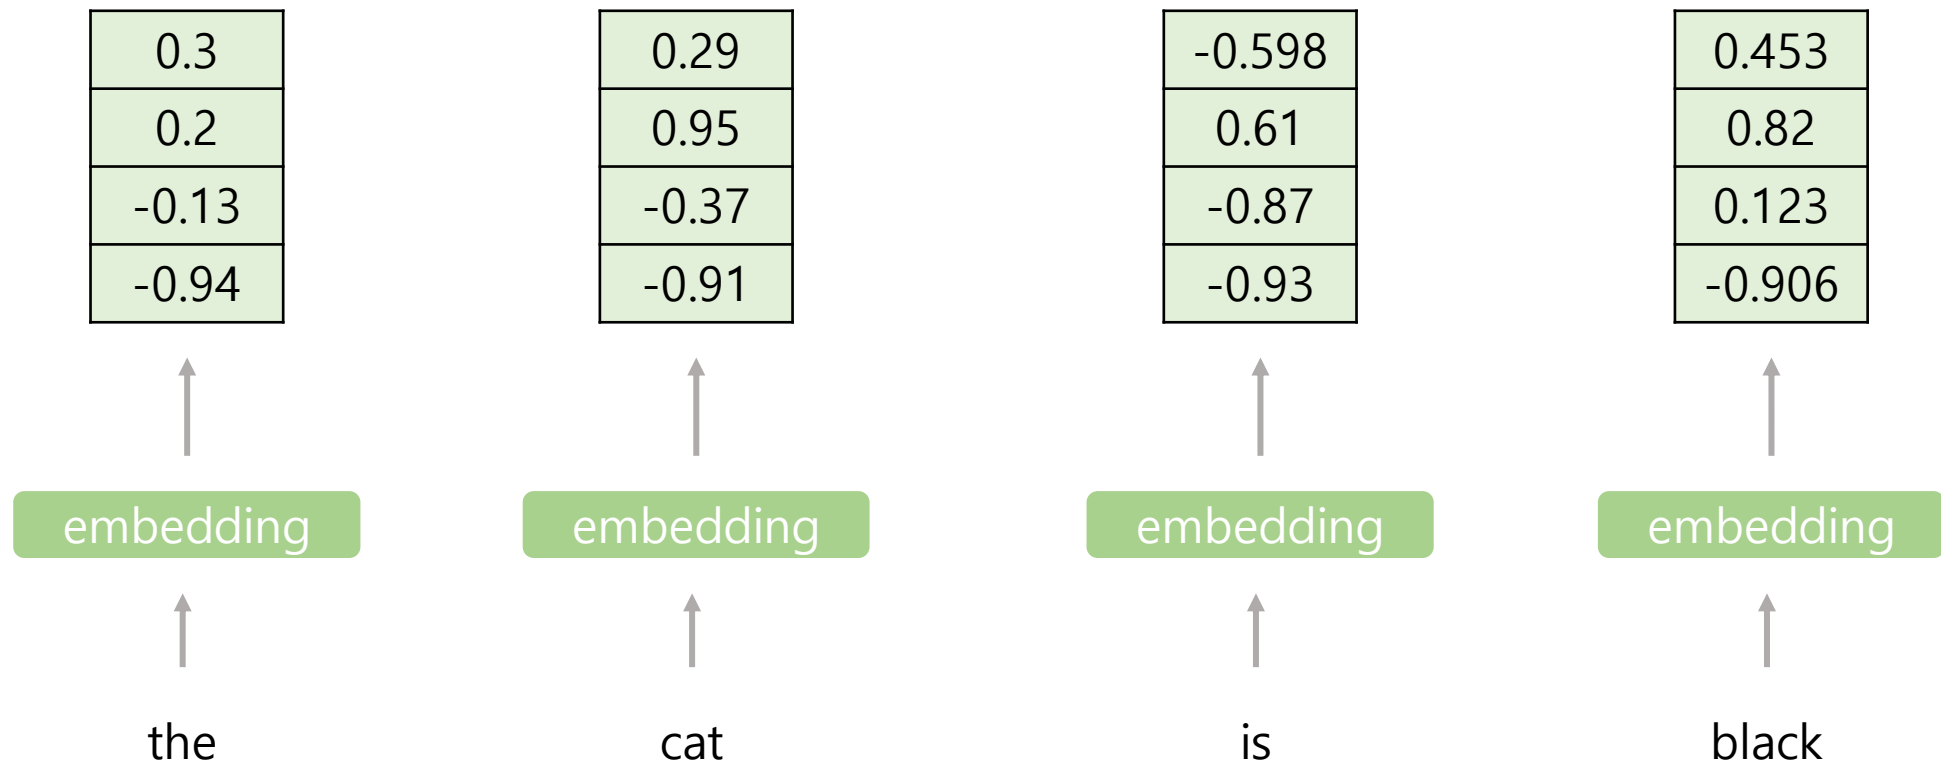 0.3 0.29 -0.598 0.453
0.2 0.95 0.61 0.82
-0.13 -0.37 -0.87 0.123
-0.94 -0.91 -0.93 -0.906
embedding embedding embedding embedding
the cat is black